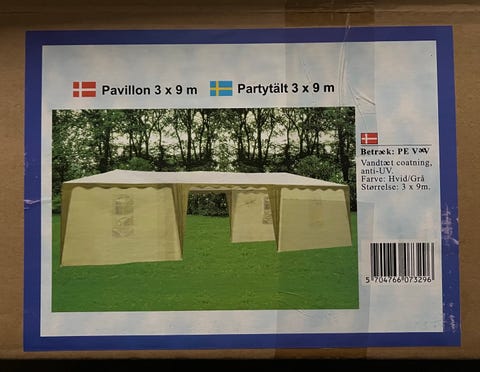 Pavillon 3 x 9 m
Partytält 3 x 9 m
Betræk: PE V∞V
Vandtæt coatning,
anti-UV.
Farve: Hvid/Grå
Størrelse: 3 x 9m.
5 704766 073296